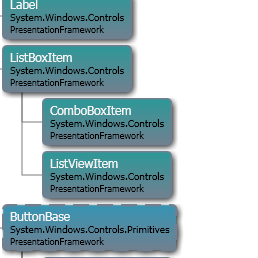 Label
System.Windows.Controls
PresentationFramework
ListBoxItem
System.Windows.Controls
PresentationFramework
ComboBoxItem
System.Windows.Controls
PresentationFramework
ListViewItem
System.Windows.Controls
PresentationFramework
ButtonBase
System.Windows.Controls.Primitives
PresentationFramework